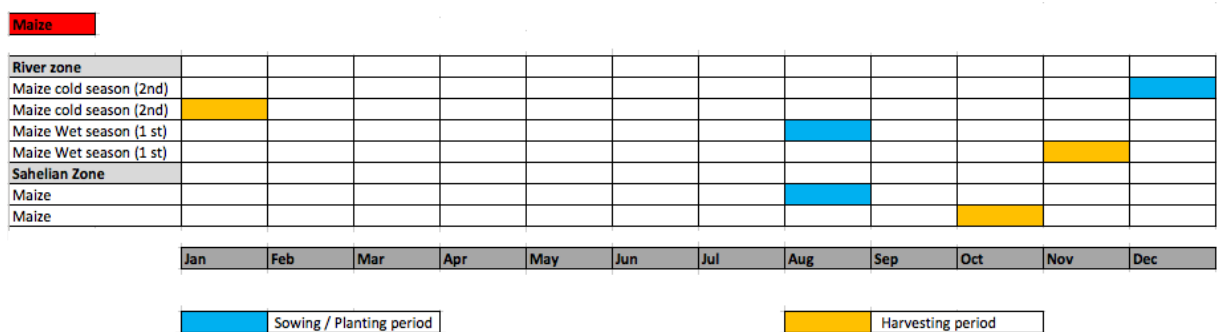 Maize
River zone
Maize cold season (2nd)
Maize cold season (2nd)
Maize Wet season (1 st)
Maize Wet season (1 st)
Sahelian Zone
Maize
Maize
Jan Feb Mar Apr May Jun Jul Aug Sep Oct Nov Dec
Sowing / Planting period Harvesting period